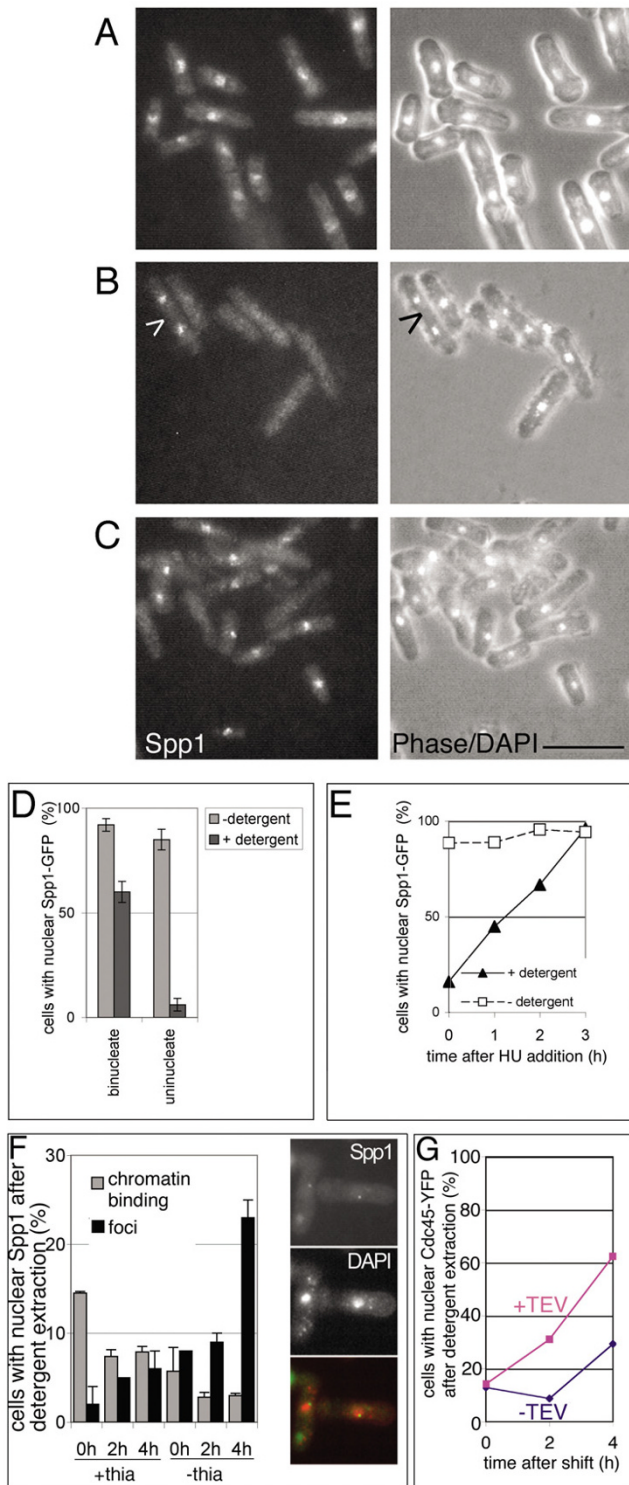 A
B
C
Spp1
Phase/DAPI
D
cells with nuclear Spp1-GFP (%)
100
50
0
-detergent
+ detergent
binucleate
uninucleate
E
cells with nuclear Spp1-GFP (%)
100
50
0
+ detergent
- detergent
0 1 2 3
time after HU addition (h)
F
cells with nuclear Spp1 after
detergent extraction (%)
30
20
10
0
chromatin
binding
foci
0h 2h 4h 0h 2h 4h
+thia -thia
Spp1
DAPI
G
cells with nuclear Cdc45-YFP
after detergent extraction (%)
100
80
60
40
20
0
+TEV
-TEV
0 2 4
time after shift (h)